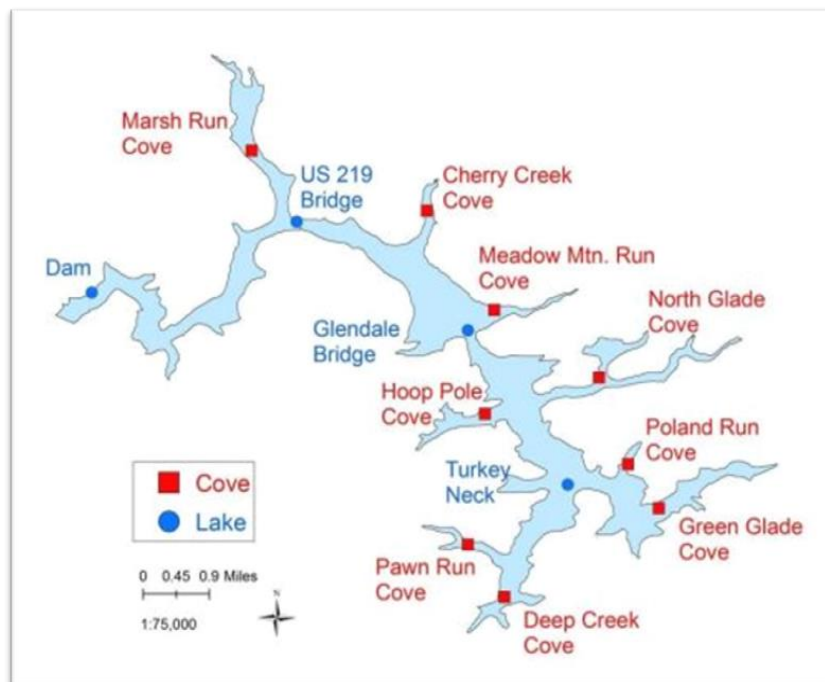 Marsh Run
Cove
US 219
Bridge
Cherry Creek
Cove
Meadow Mtn. Run
Cove
Dam
North Glade
Cove
Glendale
Bridge
Hoop Pole
Cove
Poland Run
Cove
Turkey
Neck
Cove
Lake
Green Glade
Cove
Pawn Run
Cove
0 0.45 0.9 Miles
N
1:75,000
Deep Creek
Cove